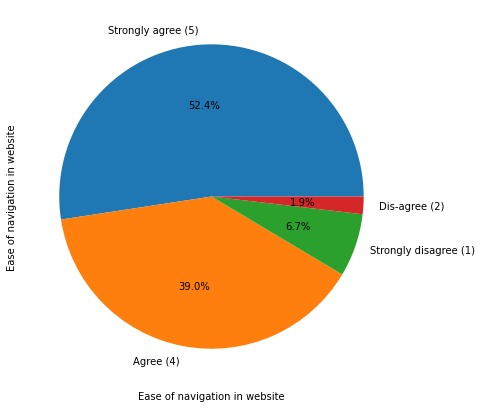 Strongly agree (5)
52.4%
Ease of navigation in website
1.9%
Dis-agree (2)
6.7%
Strongly disagree (1)
39.0%
Agree (4)
Ease of navigation in website